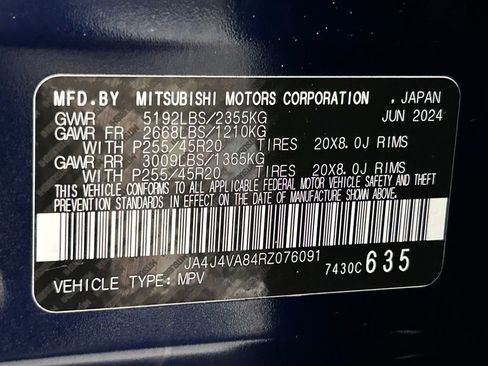 MFD.BY MITSUBISHI MOTORS CORPORATION , JAPAN
GVWR 5192LBS/2355KG JUN 2024
GAWR FR 2668LBS/1210KG
WITH P255/45R20 TIRES 20X8.0J RIMS
GAWR RR 3009LBS/1365KG
WITH P255/45R20 TIRES 20X8.0J RIMS
THIS VEHICLE CONFORMS TO ALL APPLICABLE FEDERAL MOTOR VEHICLE SAFETY AND THEFT
PREVENTION STANDARDS IN EFFECT ON THE DATE OF MANUFACTURE SHOWN ABOVE.
JA4J4VA84RZ076091
VEHICLE TYPE: MPV 7430C 635